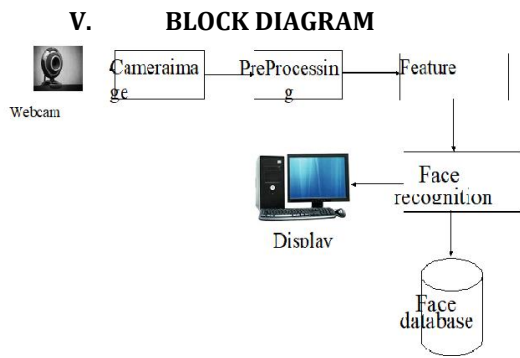 V. BLOCK DIAGRAM
Cameraima
ge
PreProcessin
g
Feature
Webcam
Face
recognition
Display
Face
database